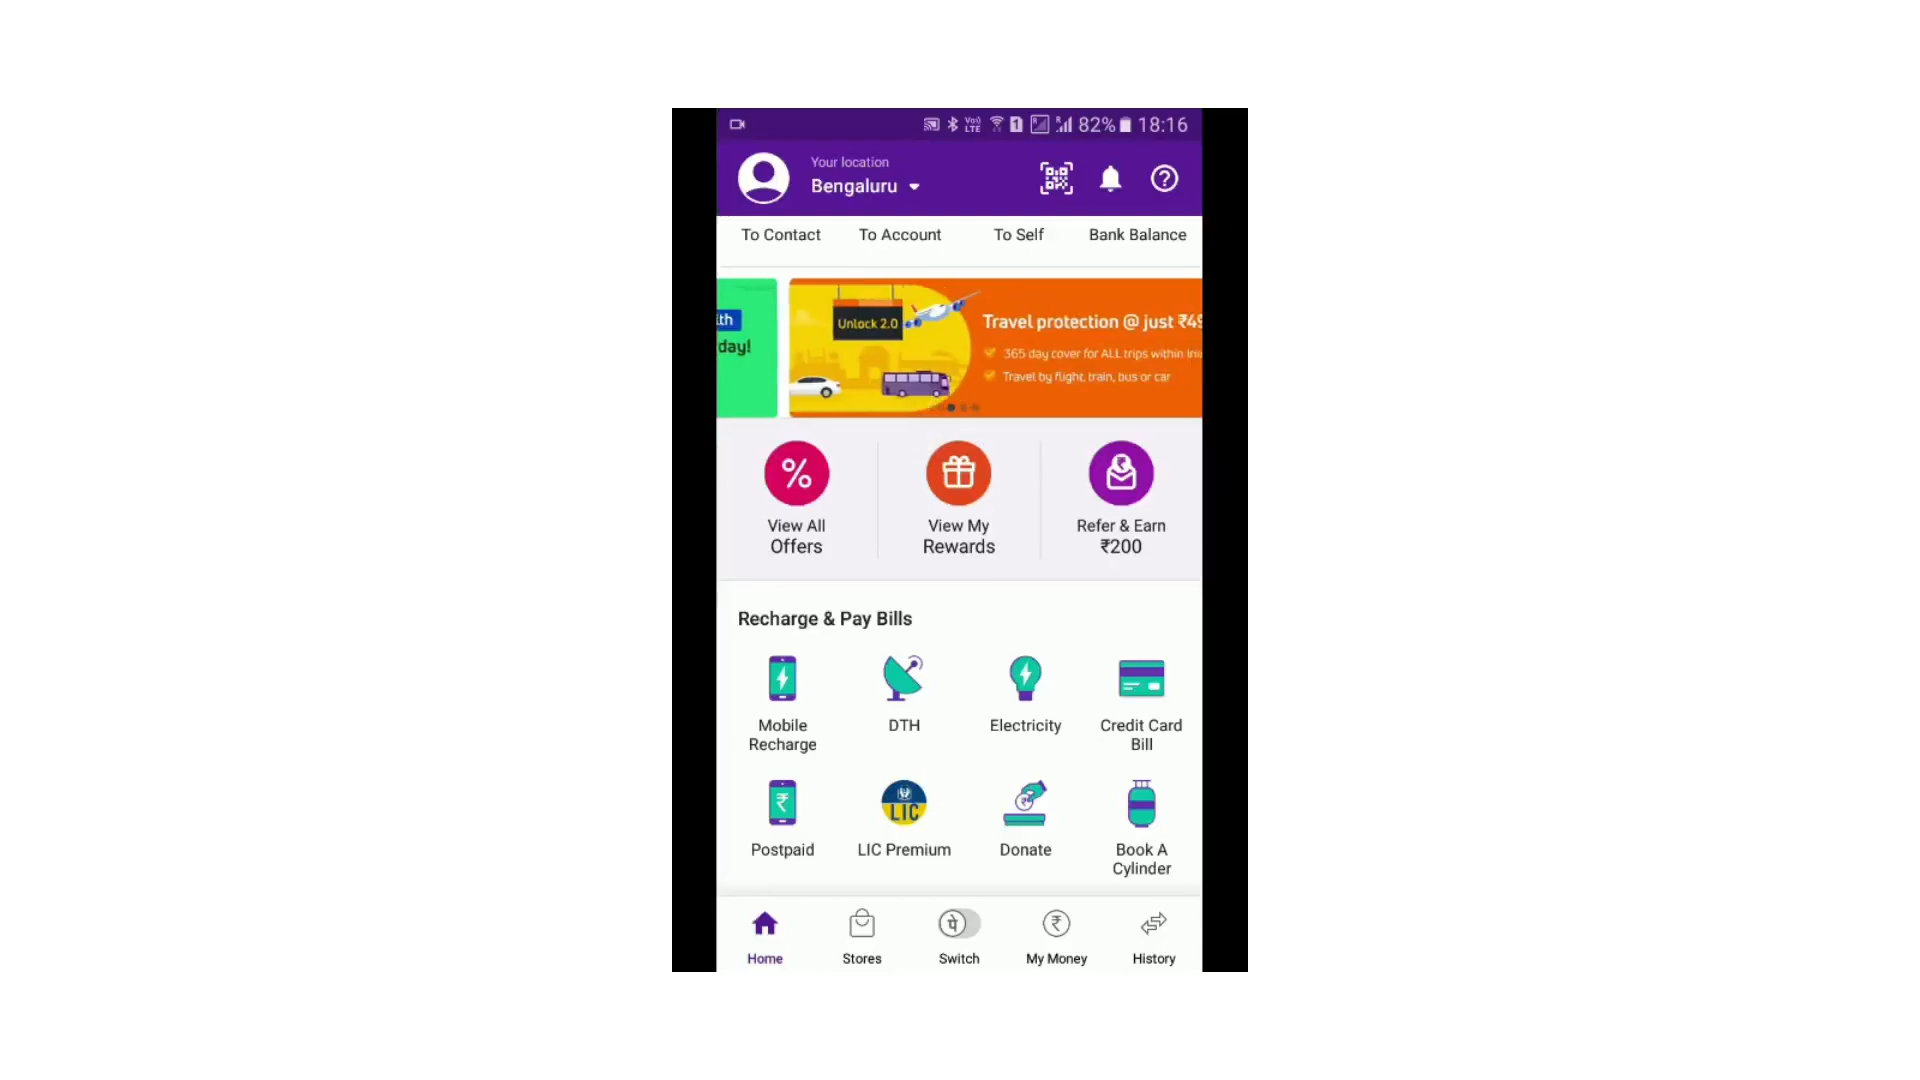 Vo))
LTE
1
82%
18:16
Your location
Bengaluru
To Contact
To Account
To Self
Bank Balance
day!
Unlock 2.0
Travel protection @ just
365 day cover for ALL trips within
Travel by flight, train, bus or car
%
View All
Offers
View My
Rewards
Refer & Earn
₹200
Recharge & Pay Bills
Mobile
Recharge
DTH
Electricity
Credit Card
Bill
₹
LIC
Postpaid
LIC Premium
Donate
Book A
Cylinder
पे
₹
Home
Stores
Switch
My Money
History